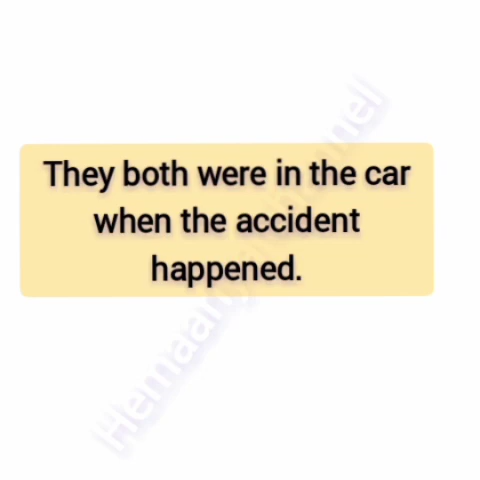 They both were in the car
when the accident
happened.